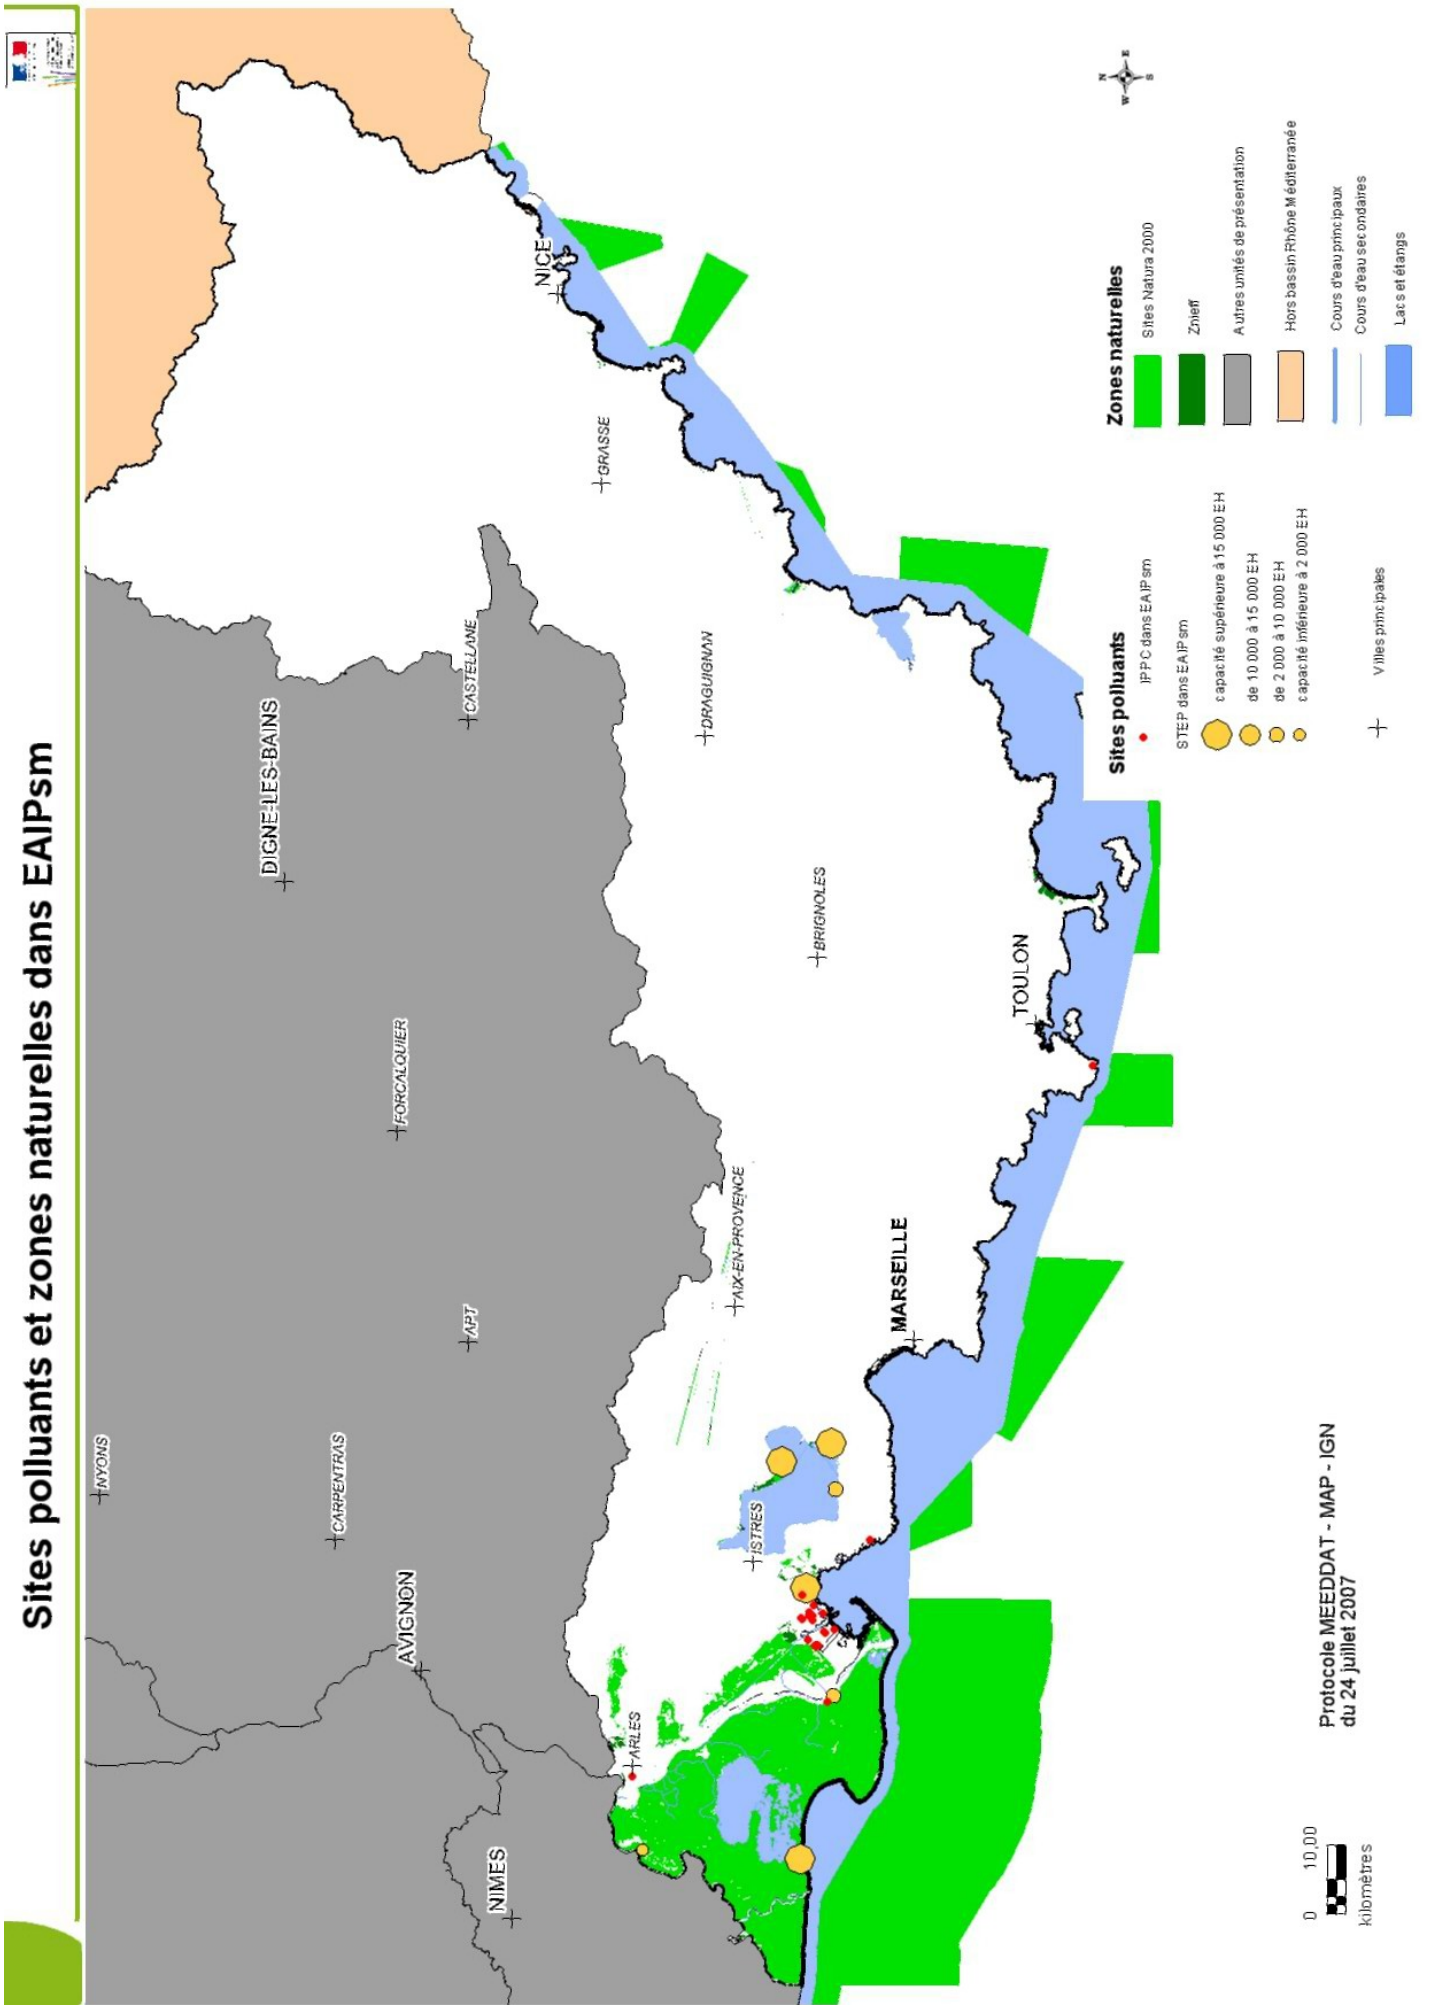 Sites polluants et zones naturelles dans EAIPsm
NYONS
DIGNE-LES-BAINS
CARPENTRAS
FORCALQUIER
AVIGNON
APT
CASTELLANE
NIMES
NICE
GRASSE
ARLES
DRAGUIGNAN
AIX-EN-PROVENCE
ISTRES
BRIGNOLES
MARSEILLE
TOULON
N
W
E
S
Sites polluants
IPPC dans EAIPsm
STEP dans EAIPsm
capacité supérieure à 15 000 EH
de 10 000 à 15 000 EH
de 2 000 à 10 000 EH
capacité inférieure à 2 000 EH
Villes principales
Zones naturelles
Sites Natura 2000
Znieff
Autres unités de présentation
Hors bassin Rhône Méditerranée
Cours d'eau principaux
Cours d'eau secondaires
Lacs et étangs
0 10,00
kilomètres
Protocole MEEDDAT - MAP - IGN
du 24 juillet 2007